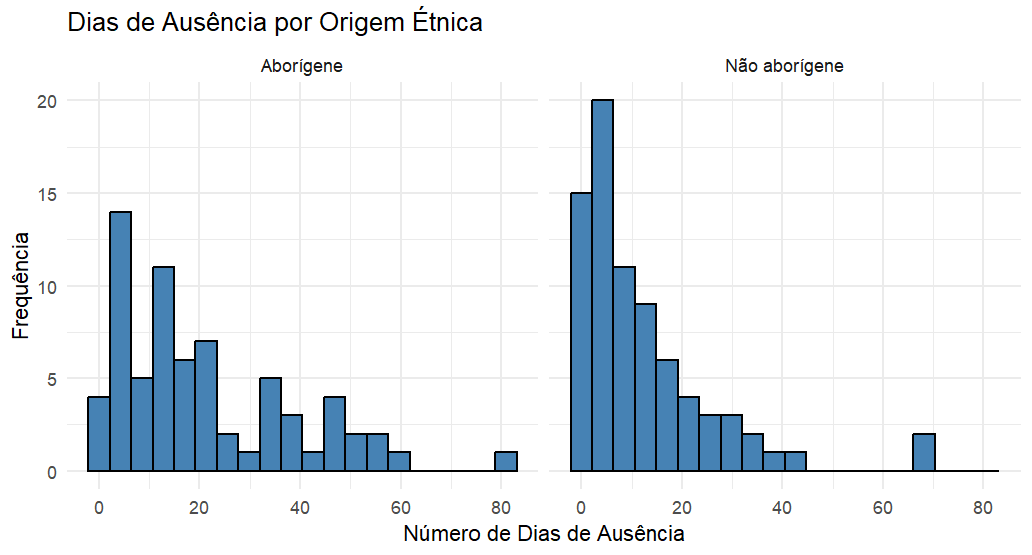 Dias de Ausência por Origem Étnica
Aborígene
Não aborígene
Frequência
20
15
10
5
0
0 20 40 60 80
0 20 40 60 80
Número de Dias de Ausência